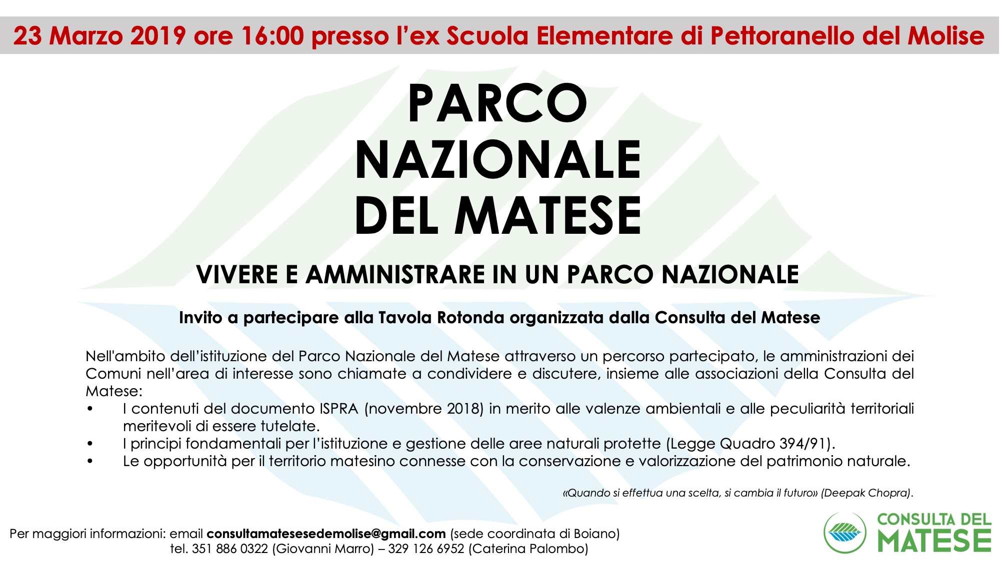 23 Marzo 2019 ore 16:00 presso l’ex Scuola Elementare di Pettoranello del Molise
PARCO
NAZIONALE
DEL MATESE
VIVERE E AMMINISTRARE IN UN PARCO NAZIONALE
Invito a partecipare alla Tavola Rotonda organizzata dalla Consulta del Matese
Nell'ambito dell’istituzione del Parco Nazionale del Matese attraverso un percorso partecipato, le amministrazioni dei
Comuni nell’area di interesse sono chiamate a condividere e discutere, insieme alle associazioni della Consulta del
Matese:
• I contenuti del documento ISPRA (novembre 2018) in merito alle valenze ambientali e alle peculiarità territoriali
meritevoli di essere tutelate.
• I principi fondamentali per l’istituzione e gestione delle aree naturali protette (Legge Quadro 394/91).
• Le opportunità per il territorio matesino connesse con la conservazione e valorizzazione del patrimonio naturale.
«Quando si effettua una scelta, si cambia il futuro» (Deepak Chopra).
Per maggiori informazioni: email consultamatesesedemolise@gmail.com (sede coordinata di Boiano)
tel. 351 886 0322 (Giovanni Marro) – 329 126 6952 (Caterina Palombo)
CONSULTA DEL
MATESE